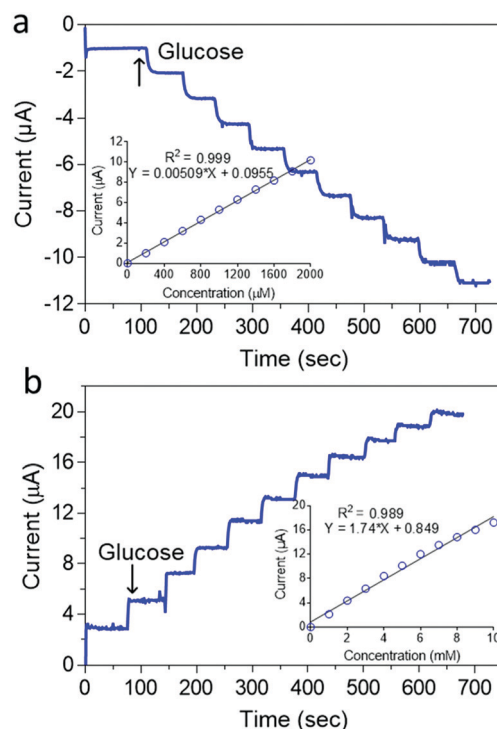 a
0
-2
-4
-6
-8
-10
-12
Current (µA)
Glucose
12
10
8
6
4
2
0
Current (µA)
R² = 0.999
Y = 0.00509*X + 0.0955
0 400 800 1200 1600 2000
Concentration (µM)
0 100 200 300 400 500 600 700
Time (sec)
b
20
16
12
8
4
0
Current (µA)
Glucose
20
16
12
8
4
0
Current (µA)
R² = 0.989
Y = 1.74*X + 0.849
0 2 4 6 8 10
Concentration (mM)
0 100 200 300 400 500 600 700
Time (sec)